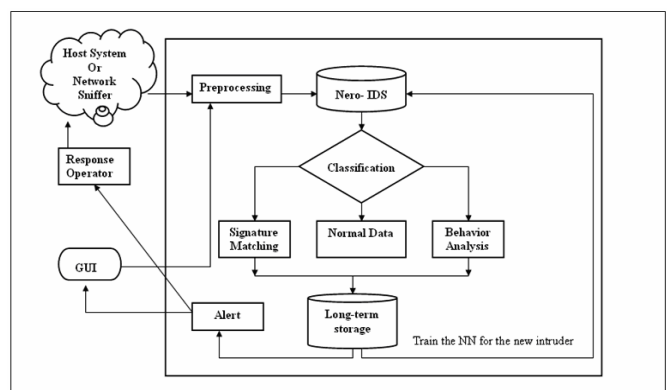 Host System
Or
Network
Sniffer
Preprocessing
Nero- IDS
Response
Operator
Classification
Signature
Matching
Normal Data
Behavior
Analysis
GUI
Alert
Long-term
storage
Train the NN for the new intruder